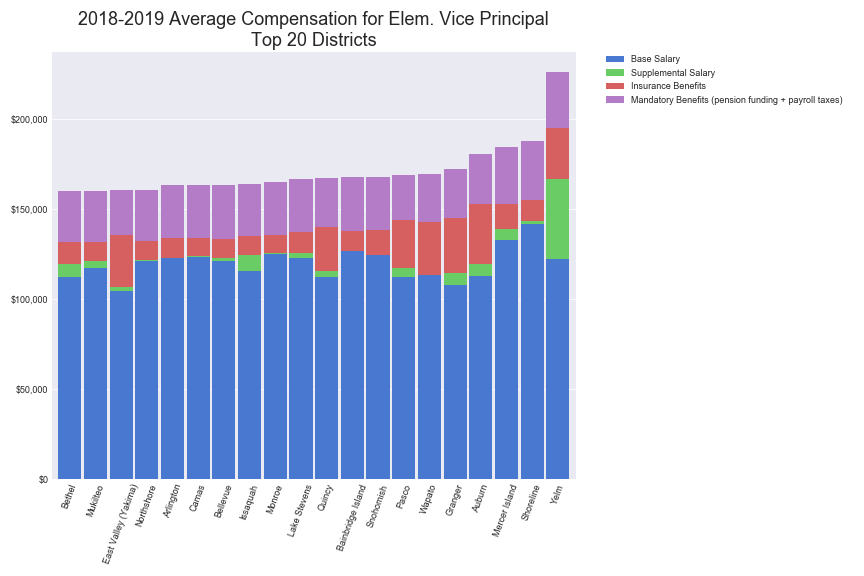 2018-2019 Average Compensation for Elem. Vice Principal
Top 20 Districts
Base Salary
Supplemental Salary
Insurance Benefits
Mandatory Benefits (pension funding + payroll taxes)
$200,000
$150,000
$100,000
$50,000
$0
Bethel
Mukilteo
East Valley (Yakima)
Northshore
Arlington
Camas
Bellevue
Issaquah
Monroe
Lake Stevens
Quincy
Bainbridge Island
Snohomish
Pasco
Wapato
Granger
Auburn
Mercer Island
Shoreline
Yelm